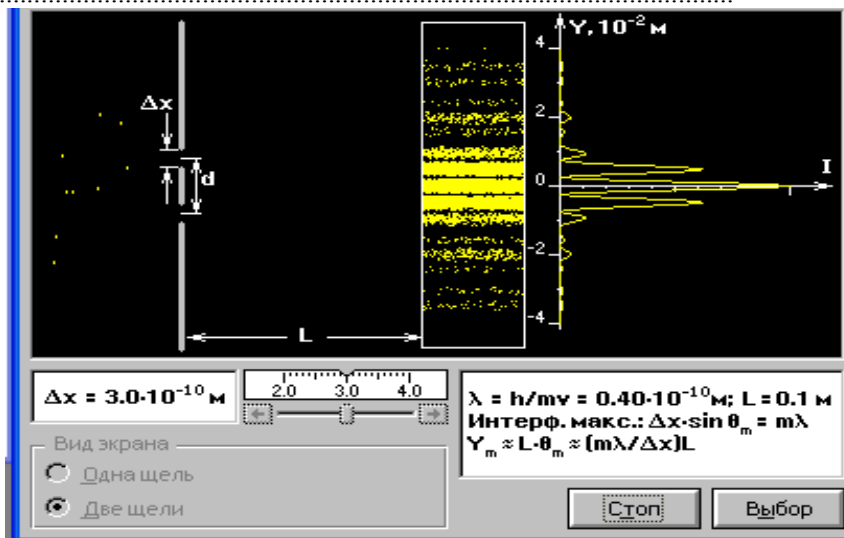 Y, 10⁻² м
4
Δx
2
d
0
I
-2
-4
L
Δx = 3.0·10⁻¹⁰ м
2.0 3.0 4.0
λ = h/mv = 0.40·10⁻¹⁰м; L = 0.1 м
Интерф. макс.: Δx·sin θₘ = mλ
Yₘ ≈ L·θₘ ≈ (mλ/Δx)L
Вид экрана
Одна щель
Две щели
Стоп
Выбор